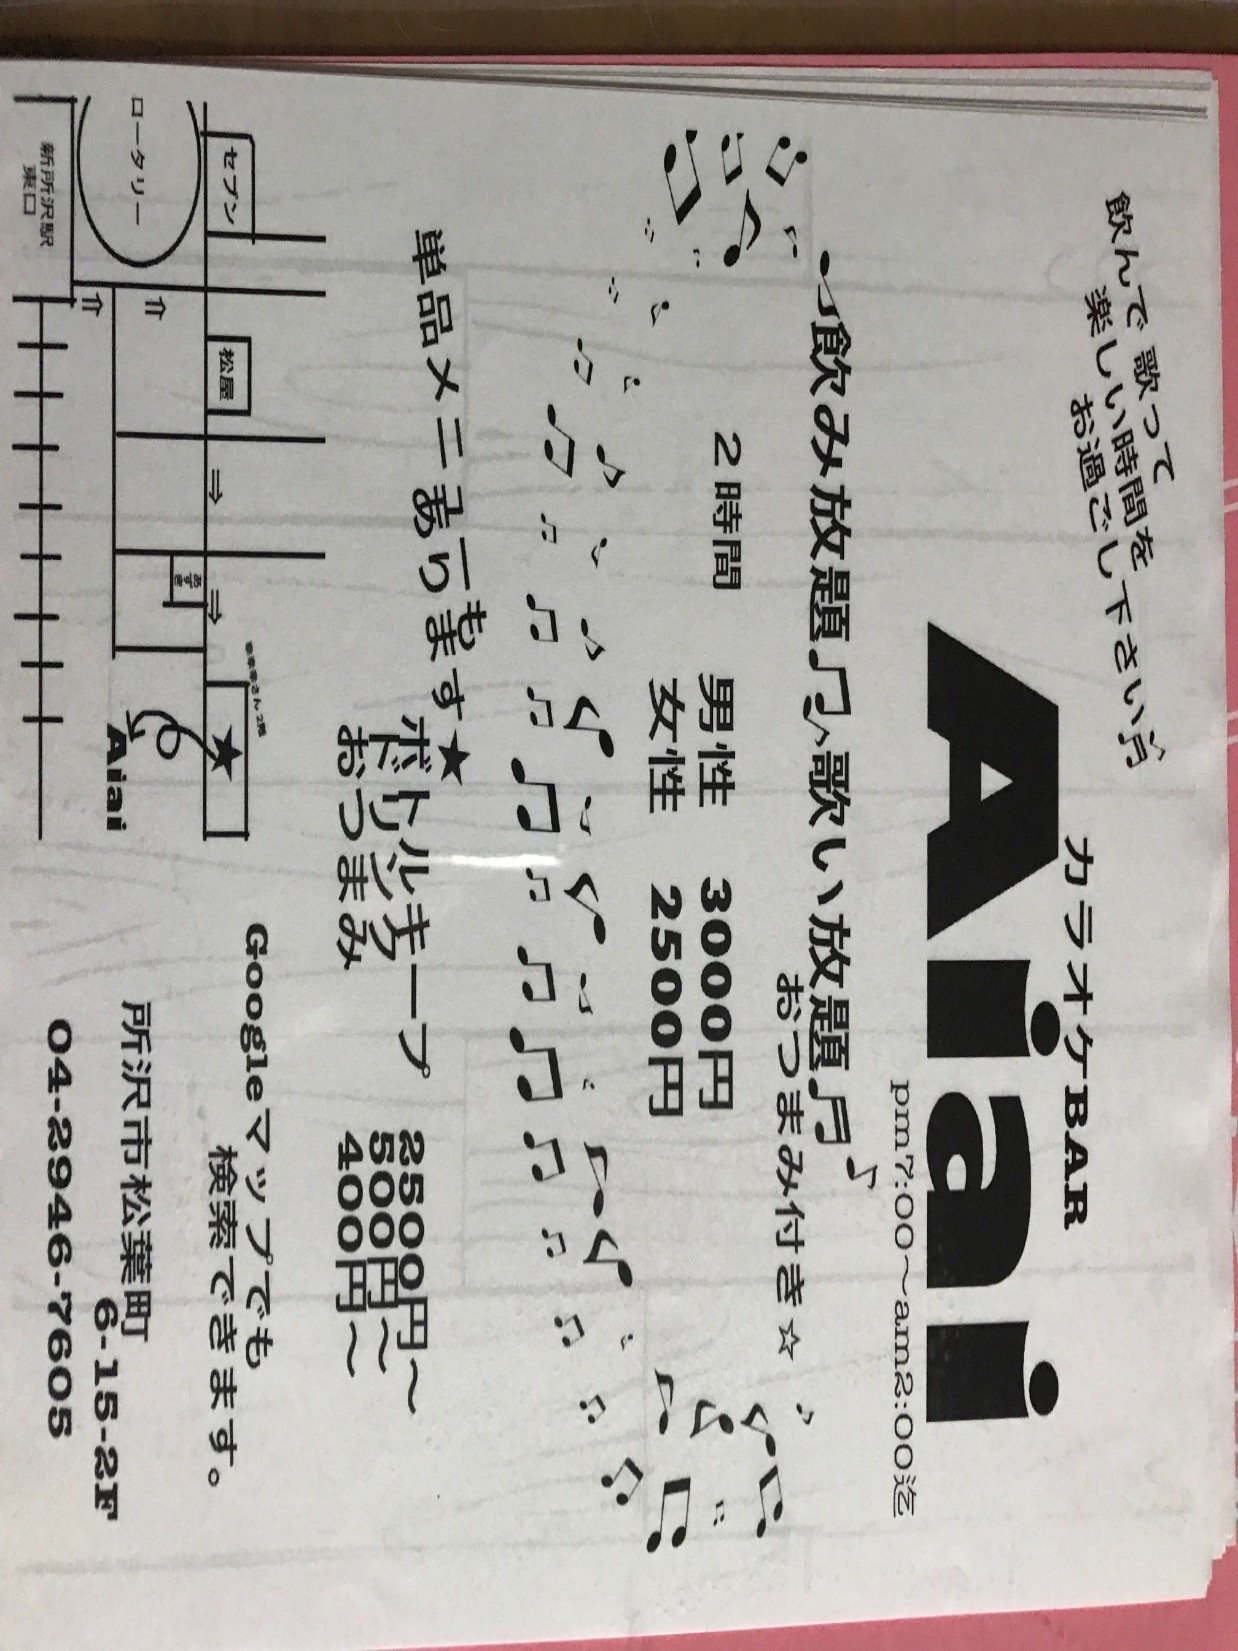 飲んで 歌って
楽しい時間を
お過ごし下さい♬
カラオケBAR
Aiai
pm7:00～am2:00迄
♪飲み放題♫♪歌い放題♬♪
おつまみ付き☆
2時間 男性 3000円
女性 2500円
単品メニューも
あります★
ボトルキープ 2500円～
ドリンク 500円～
おつまみ 400円～
セブン
ロータリー
新所沢駅
東口
松屋
あずき
⇒
⇒
⇑
⇑
★
Aiai
Googleマップでも
検索できます。
所沢市松葉町
6-15-2F
04-2946-7605